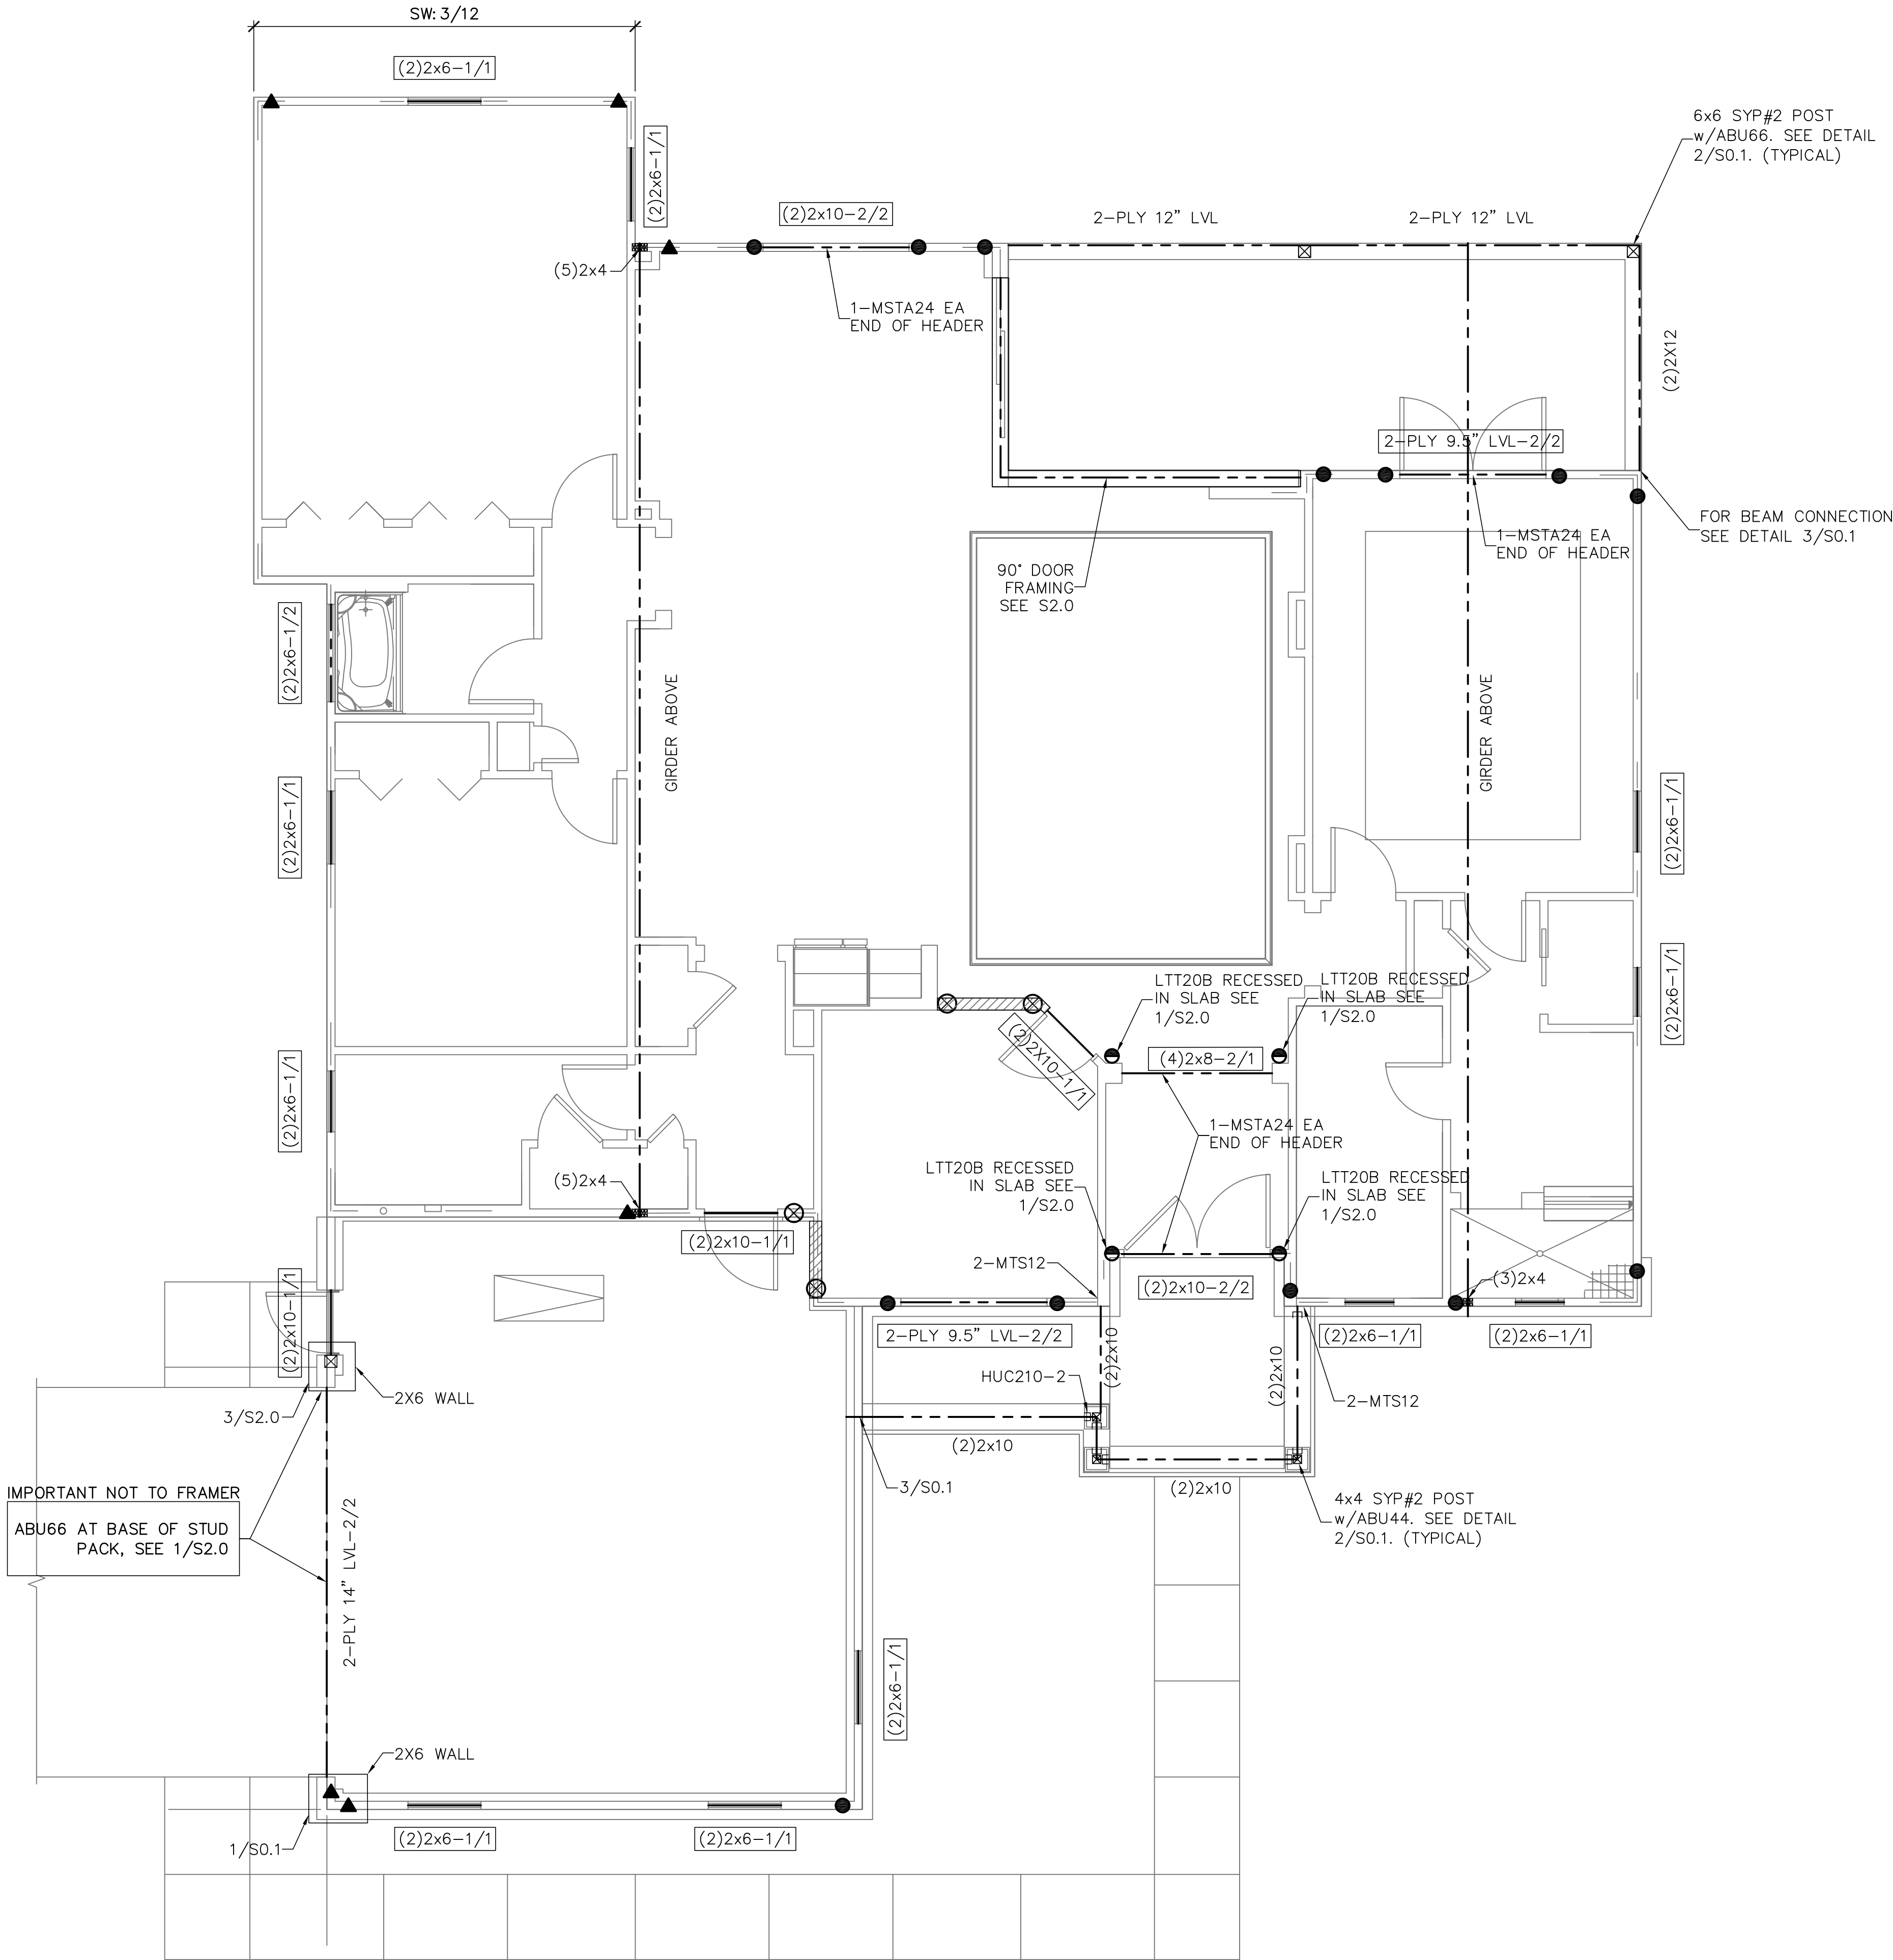 SW: 3/12
(2)2x6-1/1
(2)2x6-1/1
6x6 SYP#2 POST
w/ABU66. SEE DETAIL
2/S0.1. (TYPICAL)
(2)2x10-2/2
2-PLY 12" LVL
2-PLY 12" LVL
(5)2x4
1-MSTA24 EA
END OF HEADER
(2)2X12
2-PLY 9.5" LVL-2/2
1-MSTA24 EA
END OF HEADER
FOR BEAM CONNECTION
SEE DETAIL 3/S0.1
90° DOOR
FRAMING
SEE S2.0
(2)2x6-1/2
GIRDER ABOVE
GIRDER ABOVE
(2)2x6-1/1
(2)2x6-1/1
(2)2x6-1/1
LTT20B RECESSED
IN SLAB SEE
1/S2.0
LTT20B RECESSED
IN SLAB SEE
1/S2.0
(2)2X10-1/1
(4)2x8-2/1
(2)2x6-1/1
1-MSTA24 EA
END OF HEADER
LTT20B RECESSED
IN SLAB SEE
1/S2.0
LTT20B RECESSED
IN SLAB SEE
1/S2.0
(5)2x4
(2)2x10-1/1
2-MTS12
(2)2x10-2/2
(3)2x4
(2)2x10-1/1
2-PLY 9.5" LVL-2/2
(2)2x6-1/1
(2)2x6-1/1
(2)2x10
(2)2x10
HUC210-2
2-MTS12
2X6 WALL
3/S2.0
(2)2x10
3/S0.1
(2)2x10
4x4 SYP#2 POST
w/ABU44. SEE DETAIL
2/S0.1. (TYPICAL)
IMPORTANT NOT TO FRAMER
ABU66 AT BASE OF STUD
PACK, SEE 1/S2.0
2-PLY 14" LVL-2/2
(2)2x6-1/1
2X6 WALL
1/S0.1
(2)2x6-1/1
(2)2x6-1/1